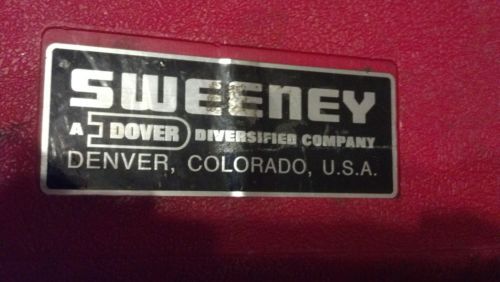 SWEENEY
A DOVER DIVERSIFIED COMPANY
DENVER, COLORADO, U.S.A.